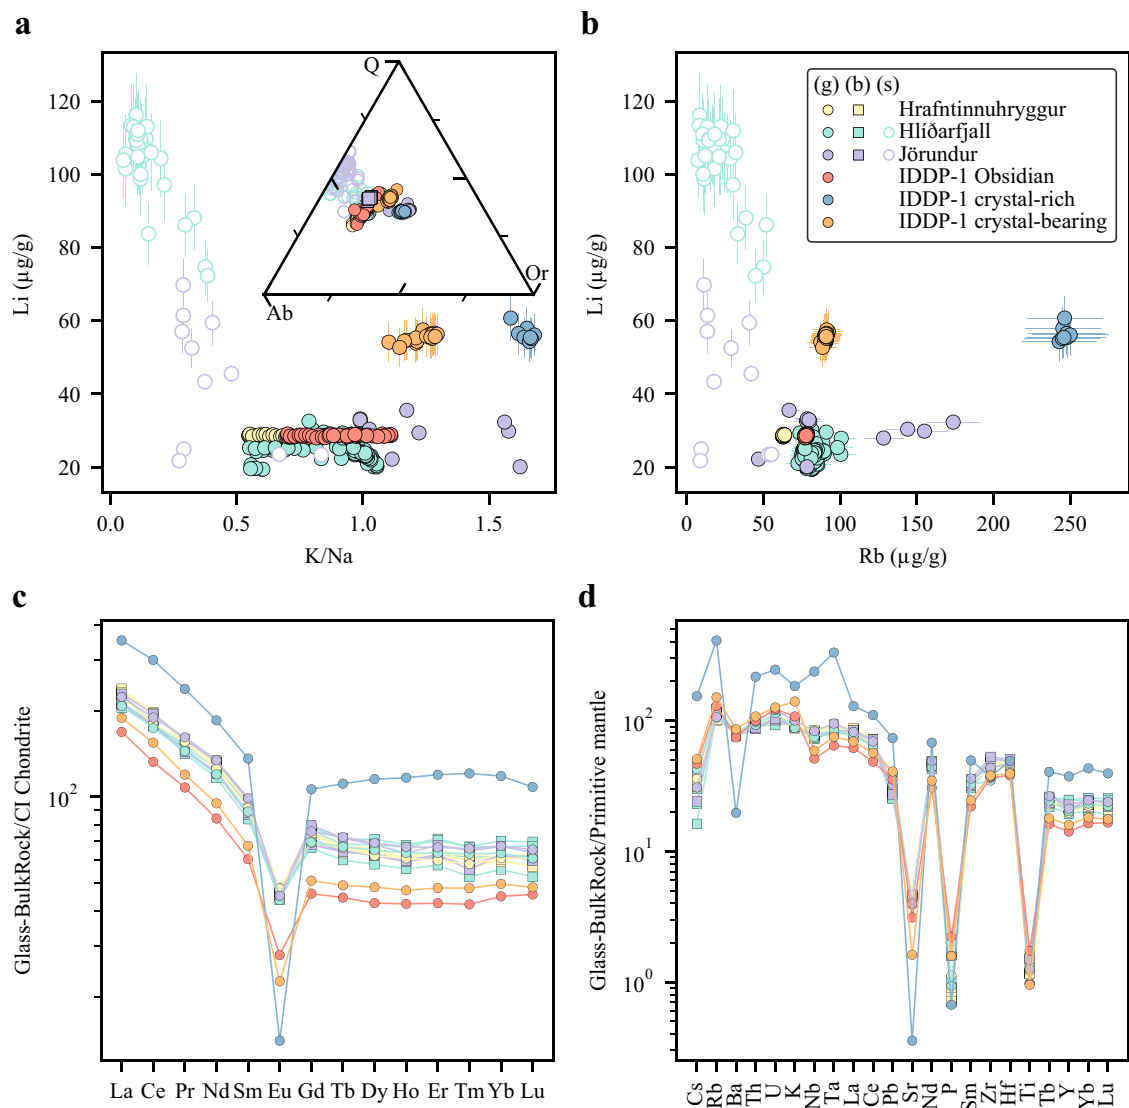 a
b
Li (µg/g)
120
100
80
60
40
20
0.0
0.5
1.0
1.5
K/Na
Q
Ab
Or
Li (µg/g)
120
100
80
60
40
20
0
50
100
150
200
250
Rb (µg/g)
(g) (b) (s)
Hrafntinnuhryggur
Hlíðarfjall
Jörundur
IDDP-1 Obsidian
IDDP-1 crystal-rich
IDDP-1 crystal-bearing
c
d
Glass-BulkRock/CI Chondrite
10²
La Ce Pr Nd Sm Eu Gd Tb Dy Ho Er Tm Yb Lu
Glass-BulkRock/Primitive mantle
10²
10¹
10⁰
Cs Rb Ba Th U K Nb Ta La Ce Pb Sr Nd P Sm Zr Hf Ti Tb Y Yb Lu